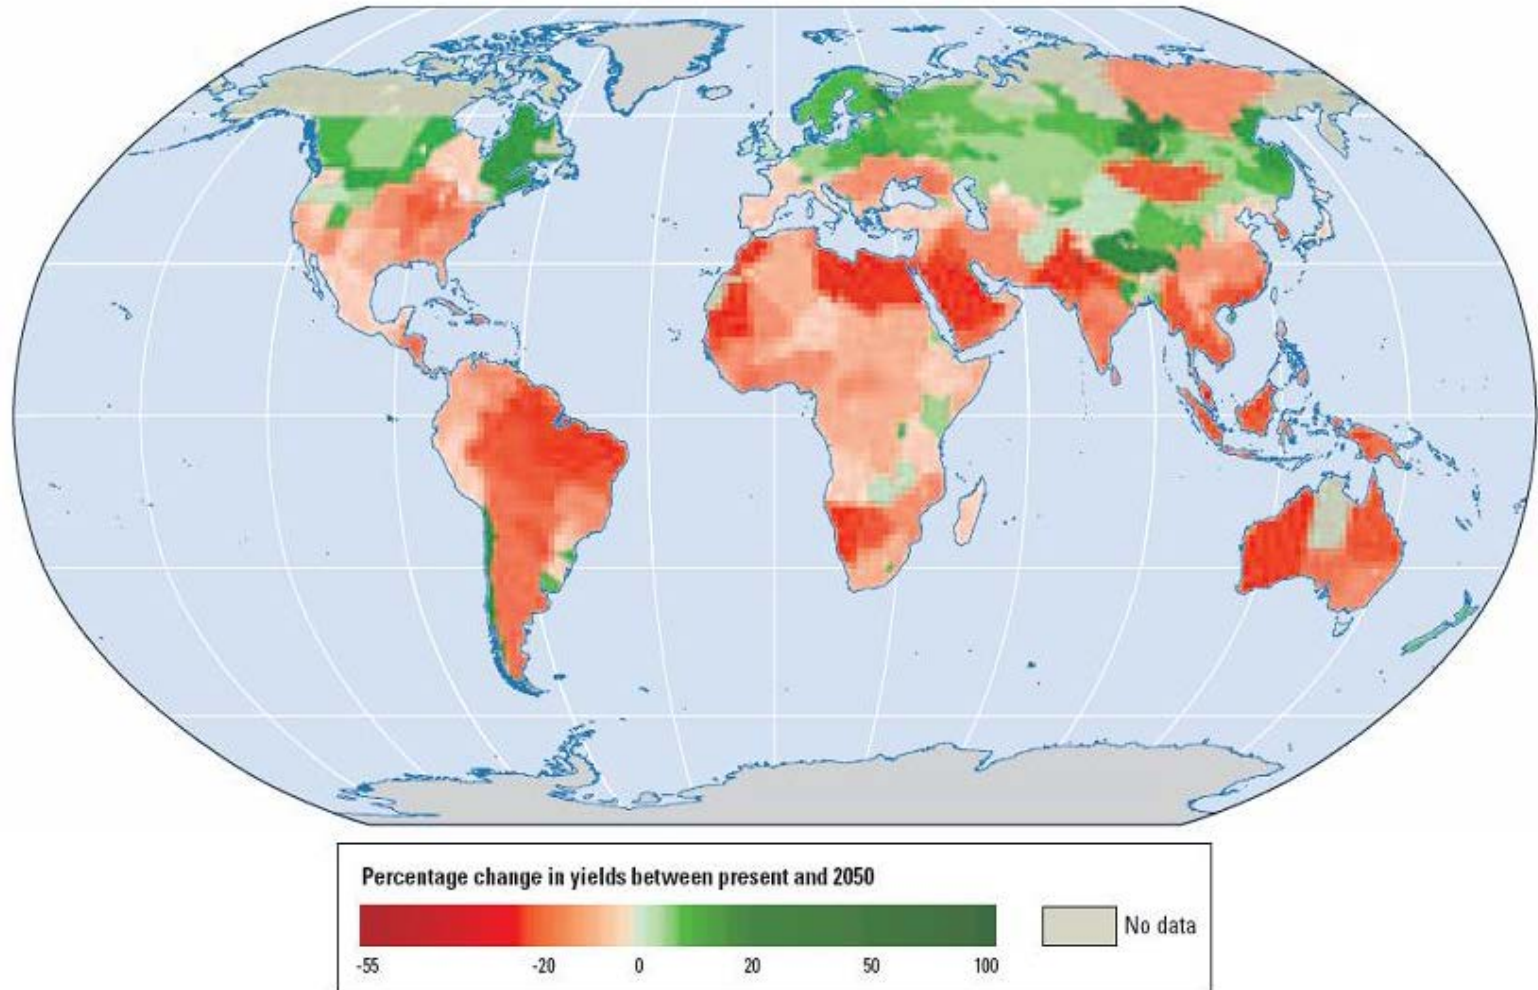 Percentage change in yields between present and 2050
No data
-55 -20 0 20 50 100